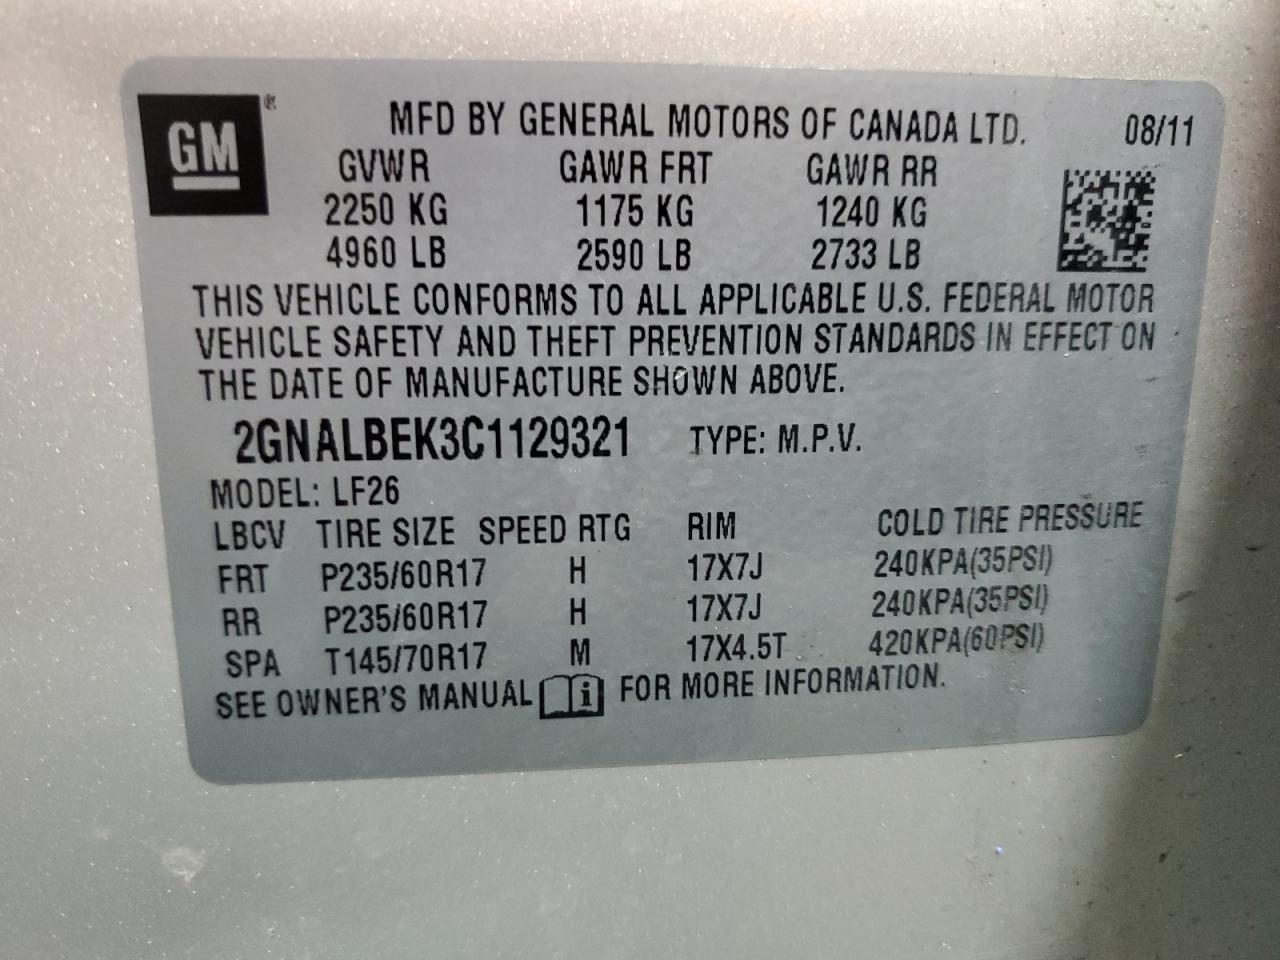 GM®
MFD BY GENERAL MOTORS OF CANADA LTD. 08/11
GVWR GAWR FRT GAWR RR
2250 KG 1175 KG 1240 KG
4960 LB 2590 LB 2733 LB
THIS VEHICLE CONFORMS TO ALL APPLICABLE U.S. FEDERAL MOTOR
VEHICLE SAFETY AND THEFT PREVENTION STANDARDS IN EFFECT ON
THE DATE OF MANUFACTURE SHOWN ABOVE.
2GNALBEK3C1129321 TYPE: M.P.V.
MODEL: LF26
LBCV TIRE SIZE SPEED RTG RIM COLD TIRE PRESSURE
FRT P235/60R17 H 17X7J 240KPA(35PSI)
RR P235/60R17 H 17X7J 240KPA(35PSI)
SPA T145/70R17 M 17X4.5T 420KPA(60PSI)
SEE OWNER'S MANUAL i FOR MORE INFORMATION.